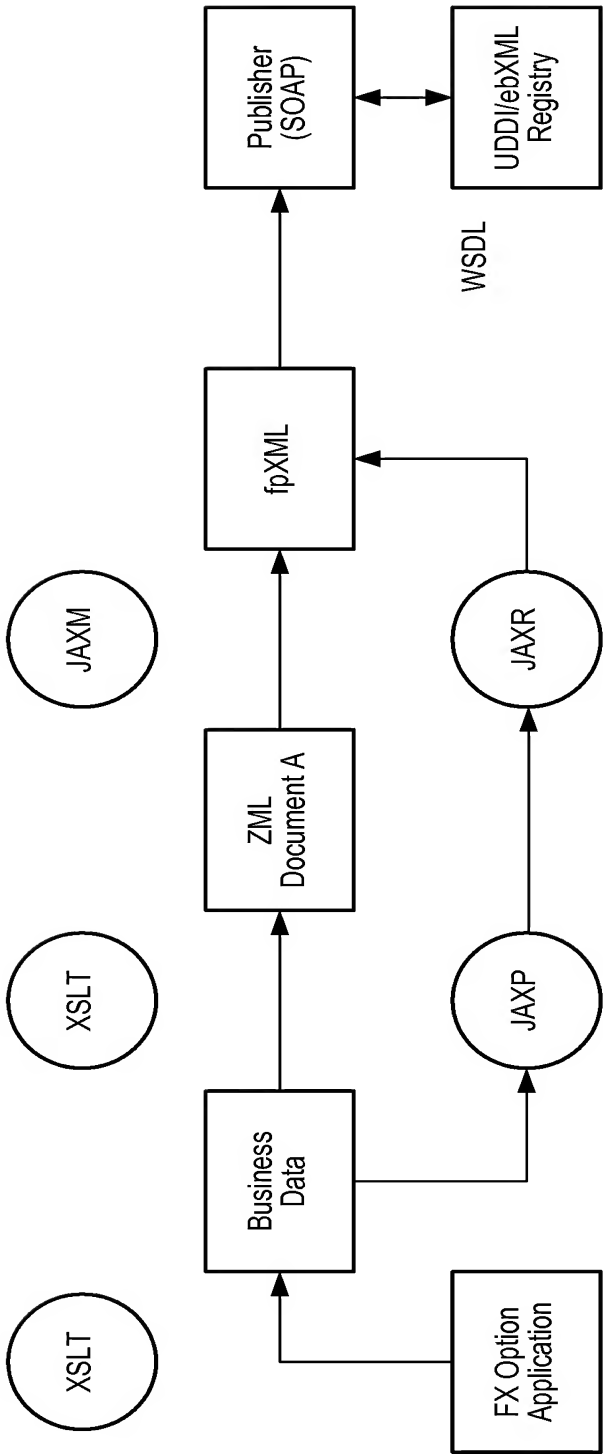 XSLT
XSLT
JAXM
Business
Data
ZML
Document A
fpXML
Publisher
(SOAP)
FX Option
Application
JAXP
JAXR
WSDL
UDDI/ebXML
Registry